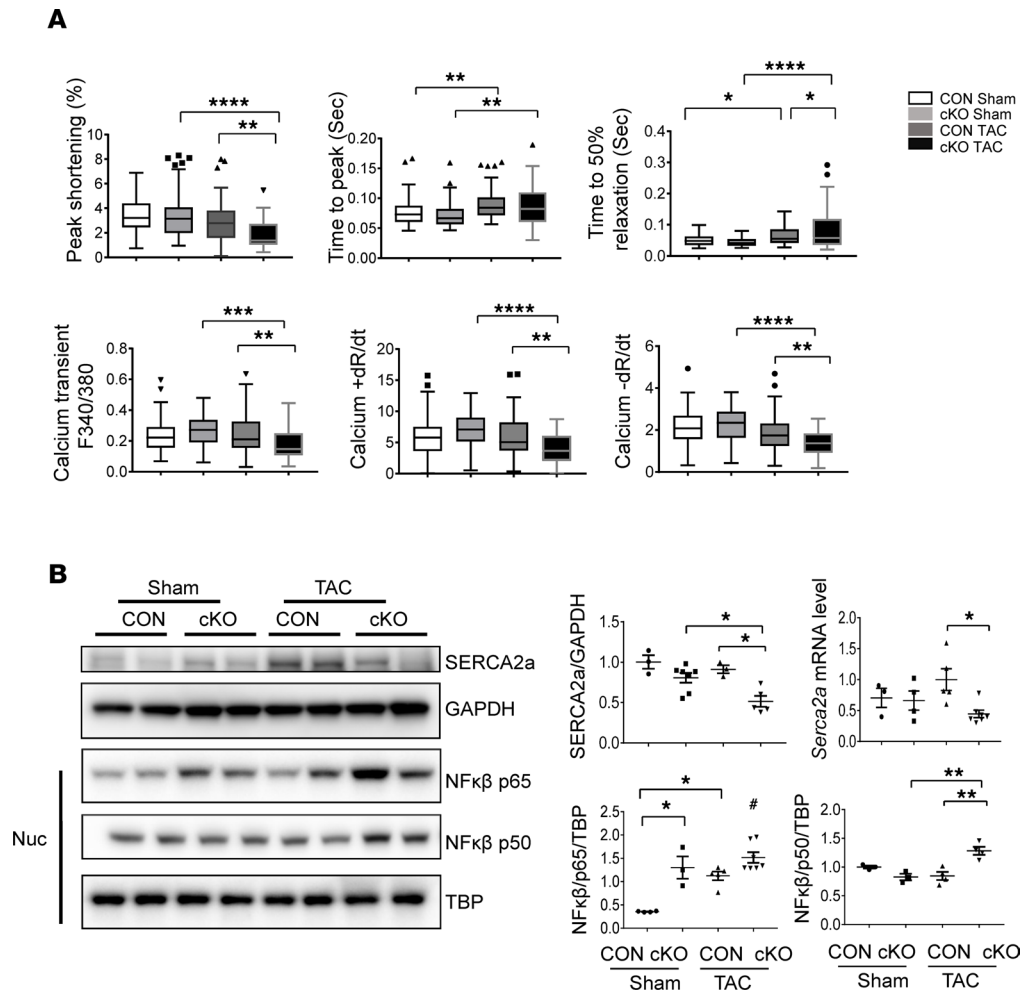 A
Peak shortening (%)
10
8
6
4
2
0
****
**
Time to peak (Sec)
0.20
0.15
0.10
0.05
0.00
**
**
Time to 50%
relaxation (Sec)
0.4
0.3
0.2
0.1
0.0
****
*
*
CON Sham
cKO Sham
CON TAC
cKO TAC
Calcium transient
F340/380
0.8
0.6
0.4
0.2
0.0
***
**
Calcium +dR/dt
20
15
10
5
0
****
**
Calcium -dR/dt
6
4
2
0
****
**
B
Sham TAC
CON cKO CON cKO
SERCA2a
GAPDH
NFκβ p65
NFκβ p50
TBP
Nuc
SERCA2a/GAPDH
1.5
1.0
0.5
0.0
*
*
Serca2a mRNA level
2.0
1.5
1.0
0.5
0.0
*
NFκβ/p65/TBP
2.5
2.0
1.5
1.0
0.5
0.0
*
*
#
CON cKO CON cKO
Sham TAC
NFκβ/p50/TBP
2.0
1.5
1.0
0.5
0.0
**
**
CON cKO CON cKO
Sham TAC